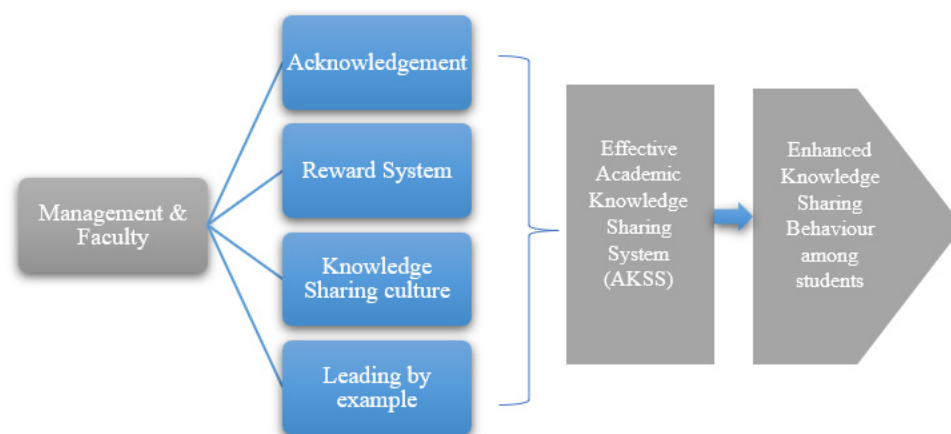 Management &
Faculty
Acknowledgement
Reward System
Knowledge
Sharing culture
Leading by
example
Effective
Academic
Knowledge
Sharing
System
(AKSS)
Enhanced
Knowledge
Sharing
Behaviour
among
students